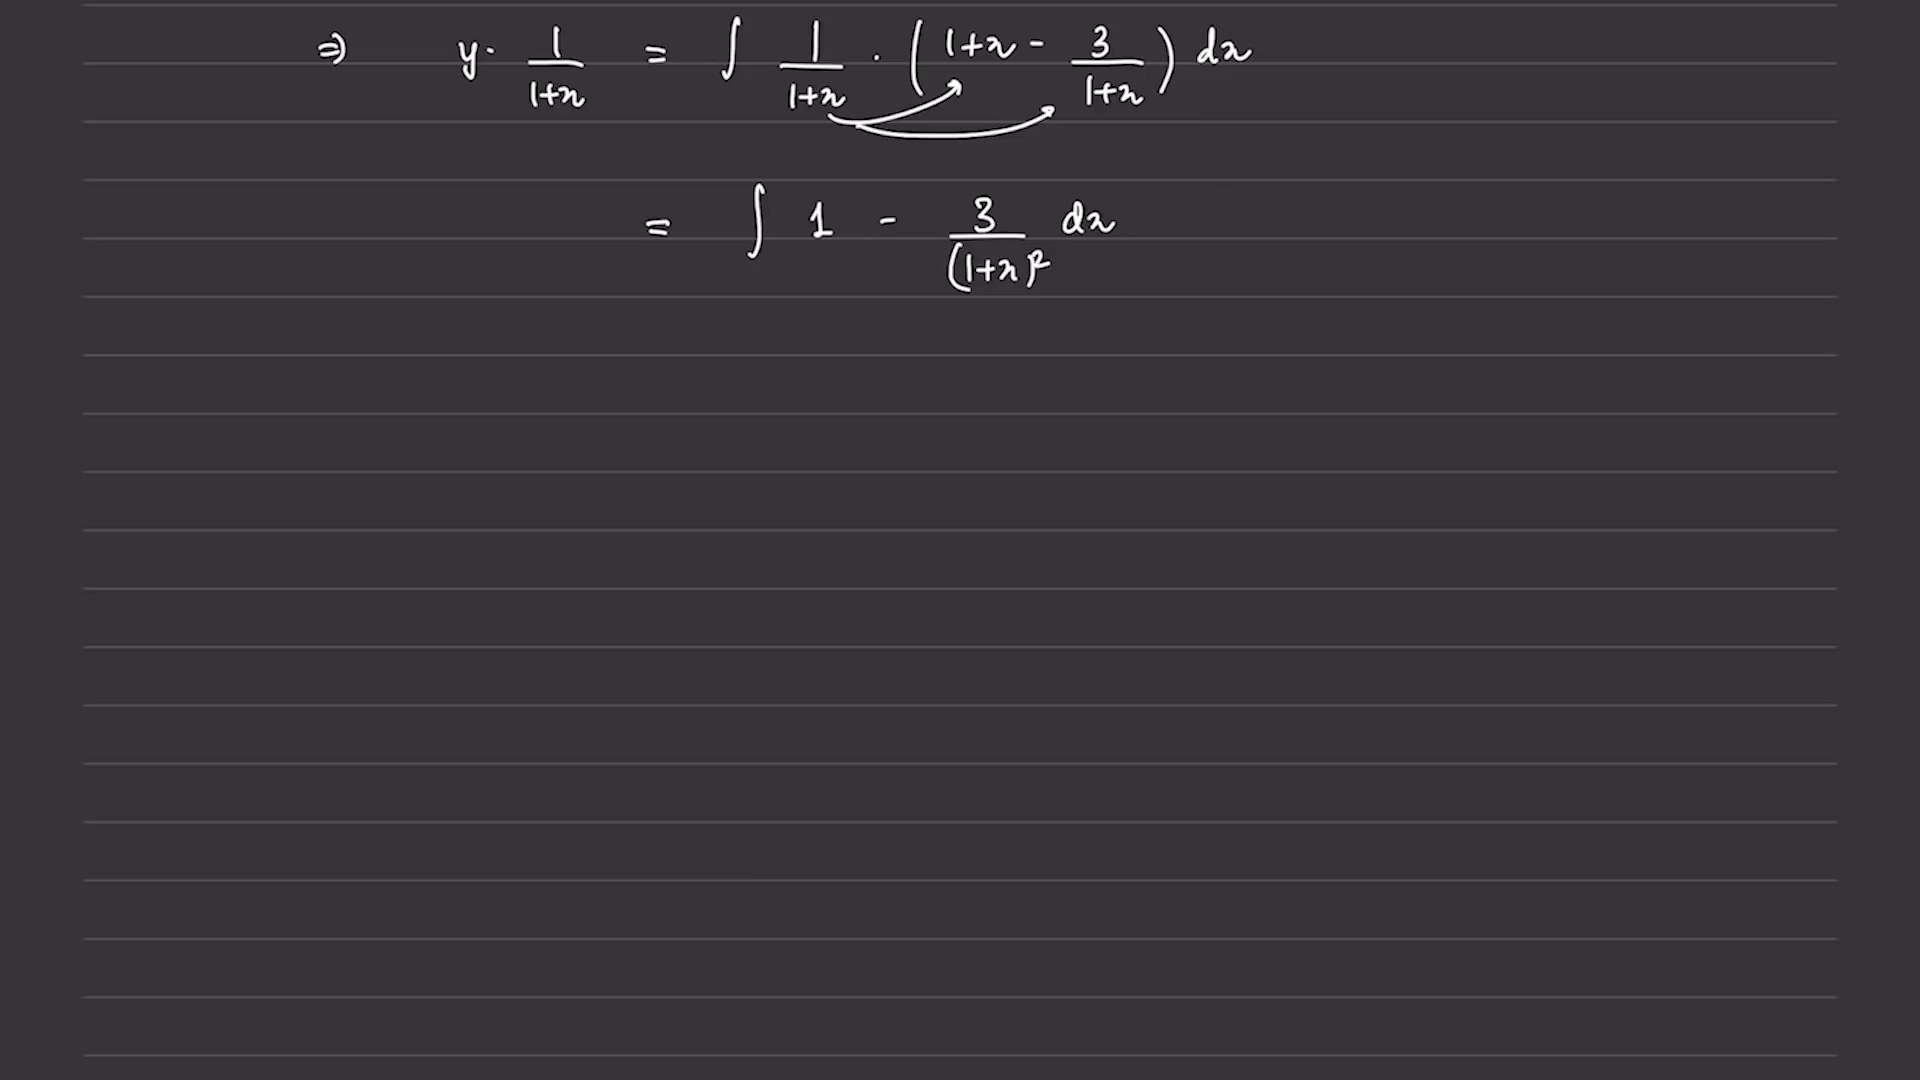 ⇒ y · 1/(1+x) = ∫ 1/(1+x) · (1+x - 3/(1+x)) dx
= ∫ 1 - 3/(1+x)² dx